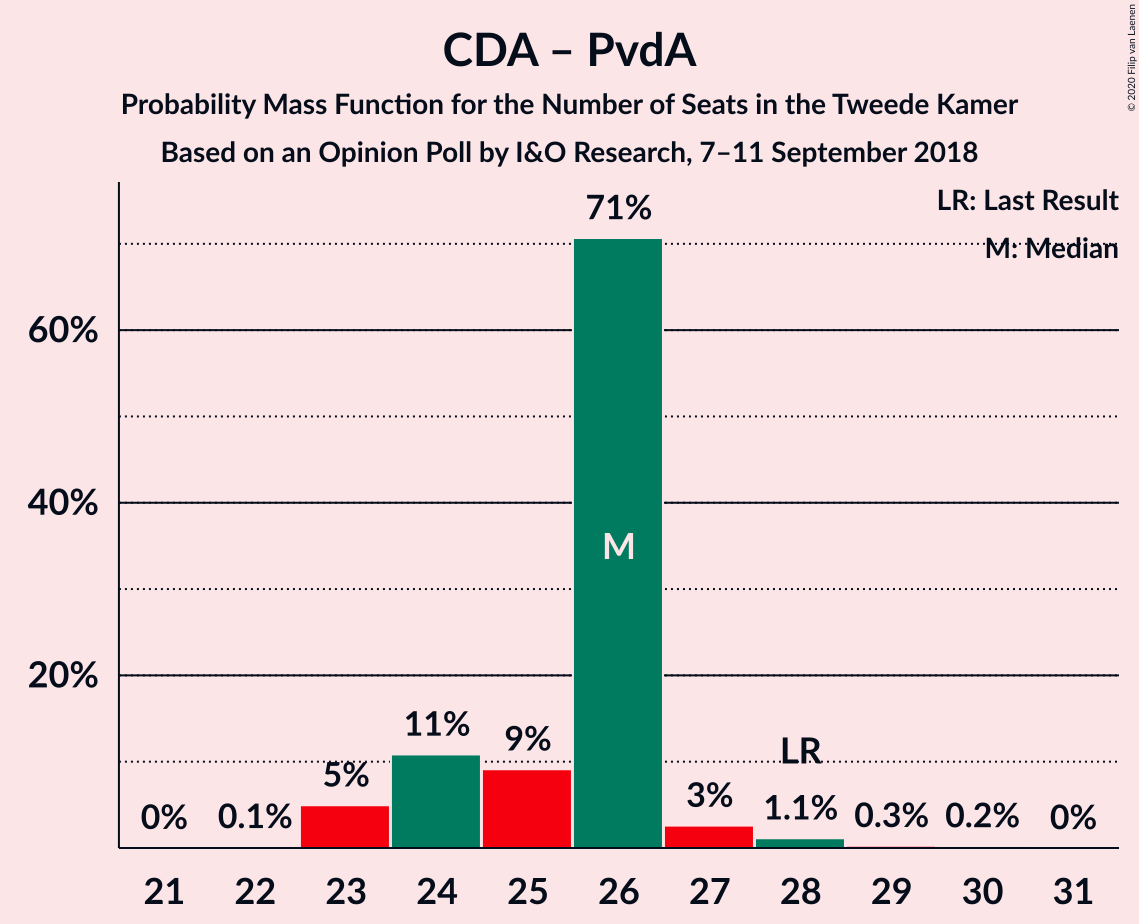 CDA – PvdA
Probability Mass Function for the Number of Seats in the Tweede Kamer
Based on an Opinion Poll by I&O Research, 7–11 September 2018
© 2020 Filip van Laenen
LR: Last Result
M: Median
71%
60%
40%
M
20%
11%
9%
LR
5%
3%
1.1%
0%
0.1%
0.3%
0.2%
0%
21 22 23 24 25 26 27 28 29 30 31